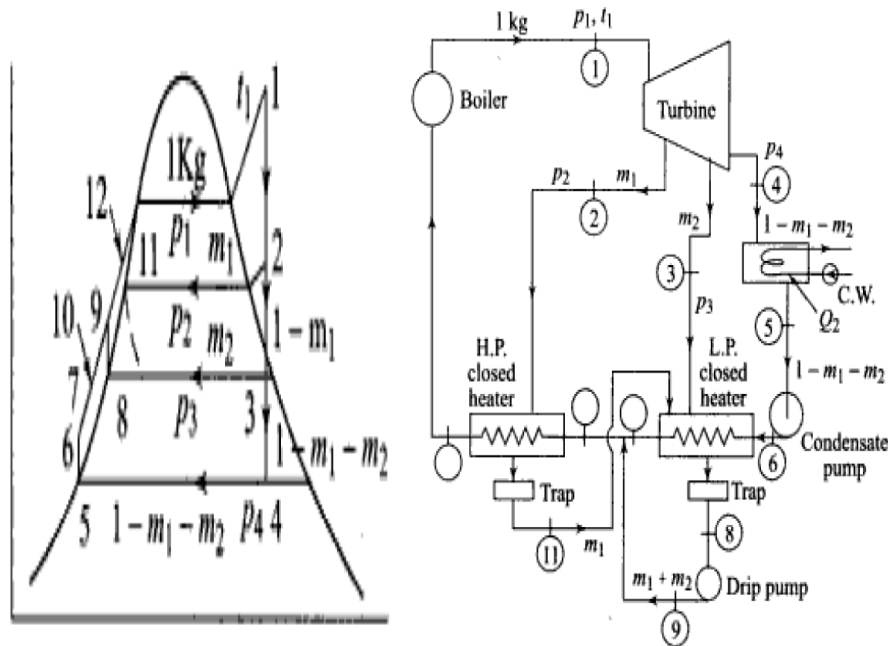 t₁ 1
1Kg
12
p₁
11 m₁ 2
10 9 p₂ 1 – m₁
7 m₂
6 8 p₃ 3
1 – m₁ – m₂
5 1 – m₁ – m₂ p₄ 4
1 kg p₁, t₁
1
Boiler
Turbine
p₂ m₁
2
p₄
4
m₂
1 – m₁ – m₂
3
C.W.
p₃
5 Q₂
H.P.
closed
heater
L.P.
closed
heater
1 – m₁ – m₂
6
Condensate
pump
Trap
Trap
11 m₁
8
m₁ + m₂
Drip pump
9